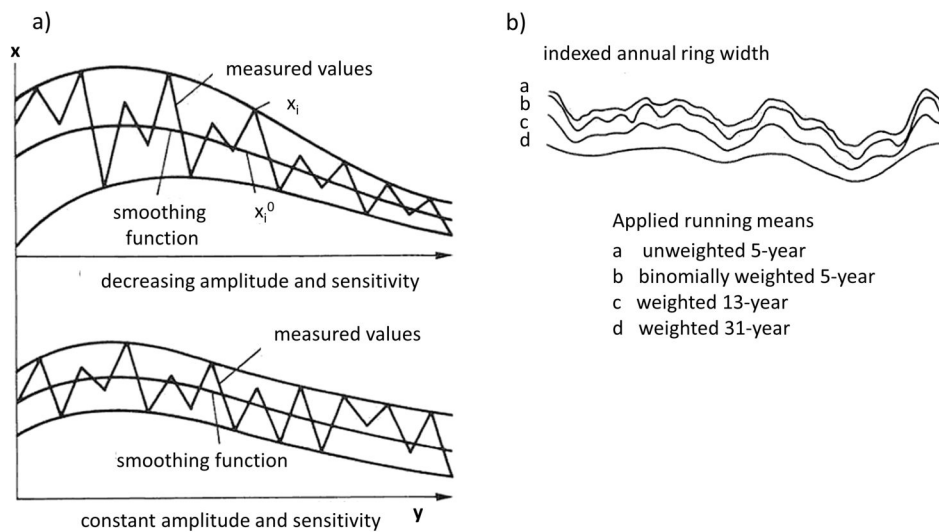 a)
x
measured values
xᵢ
smoothing
function
xᵢ⁰
decreasing amplitude and sensitivity
measured values
smoothing function
constant amplitude and sensitivity
y
b)
indexed annual ring width
a
b
c
d
Applied running means
a unweighted 5-year
b binomially weighted 5-year
c weighted 13-year
d weighted 31-year